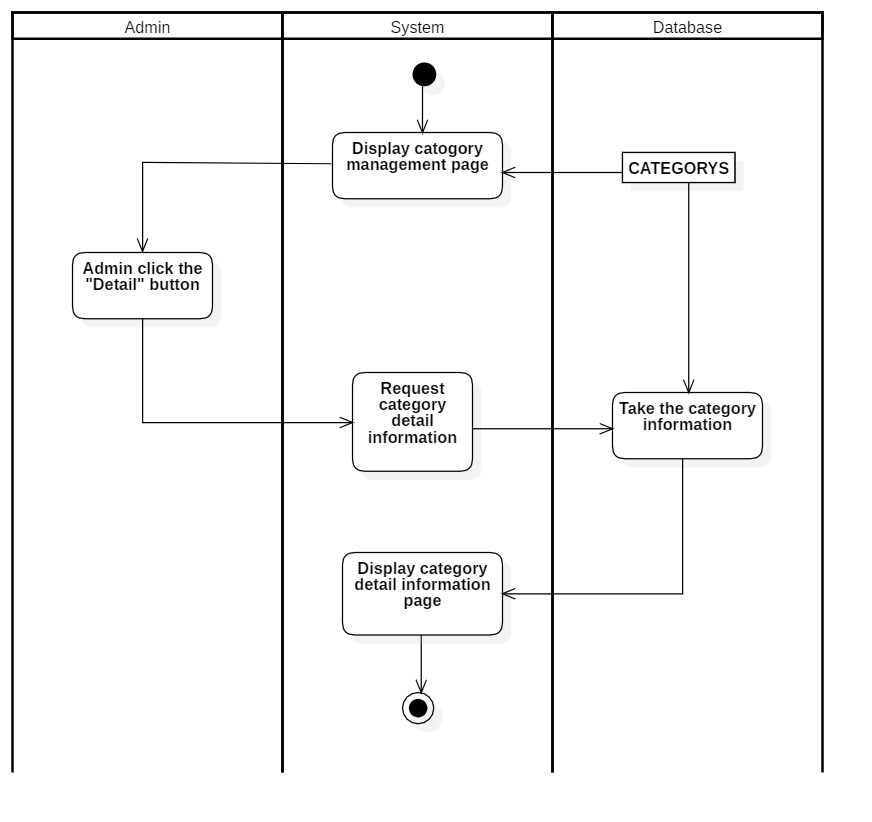 Admin
System
Database
Display catogory
management page
CATEGORYS
Admin click the
"Detail" button
Request
category
detail
information
Take the category
information
Display category
detail information
page